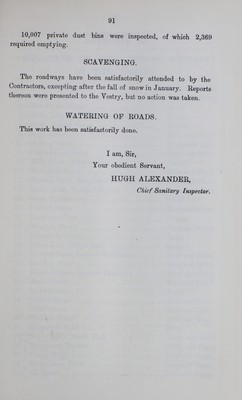 91
10,007 private dust bins were inspected, of which 2,369
required emptying.
SCAVENGING.
The roadways have been satisfactorily attended to by the
Contractors, excepting after the fall of snow in January. Reports
thereon were presented to the Vestry, but no action was taken.
WATERING OF ROADS.
This work has been satisfactorily done.
I am, Sir,
Your obedient Servant,
HUGH ALEXANDER,
Chief Sanitary Inspector.